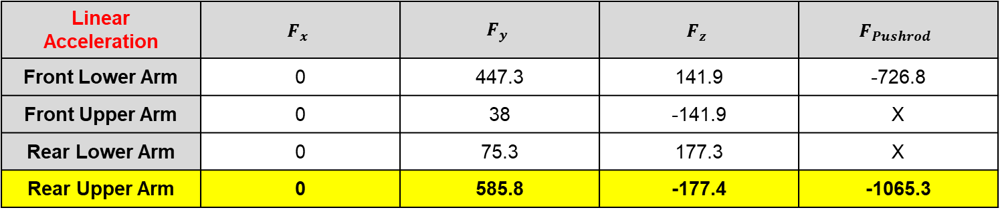 Linear
Acceleration
F_x
F_y
F_z
F_Pushrod
Front Lower Arm 0 447.3 141.9 -726.8
Front Upper Arm 0 38 -141.9 X
Rear Lower Arm 0 75.3 177.3 X
Rear Upper Arm 0 585.8 -177.4 -1065.3